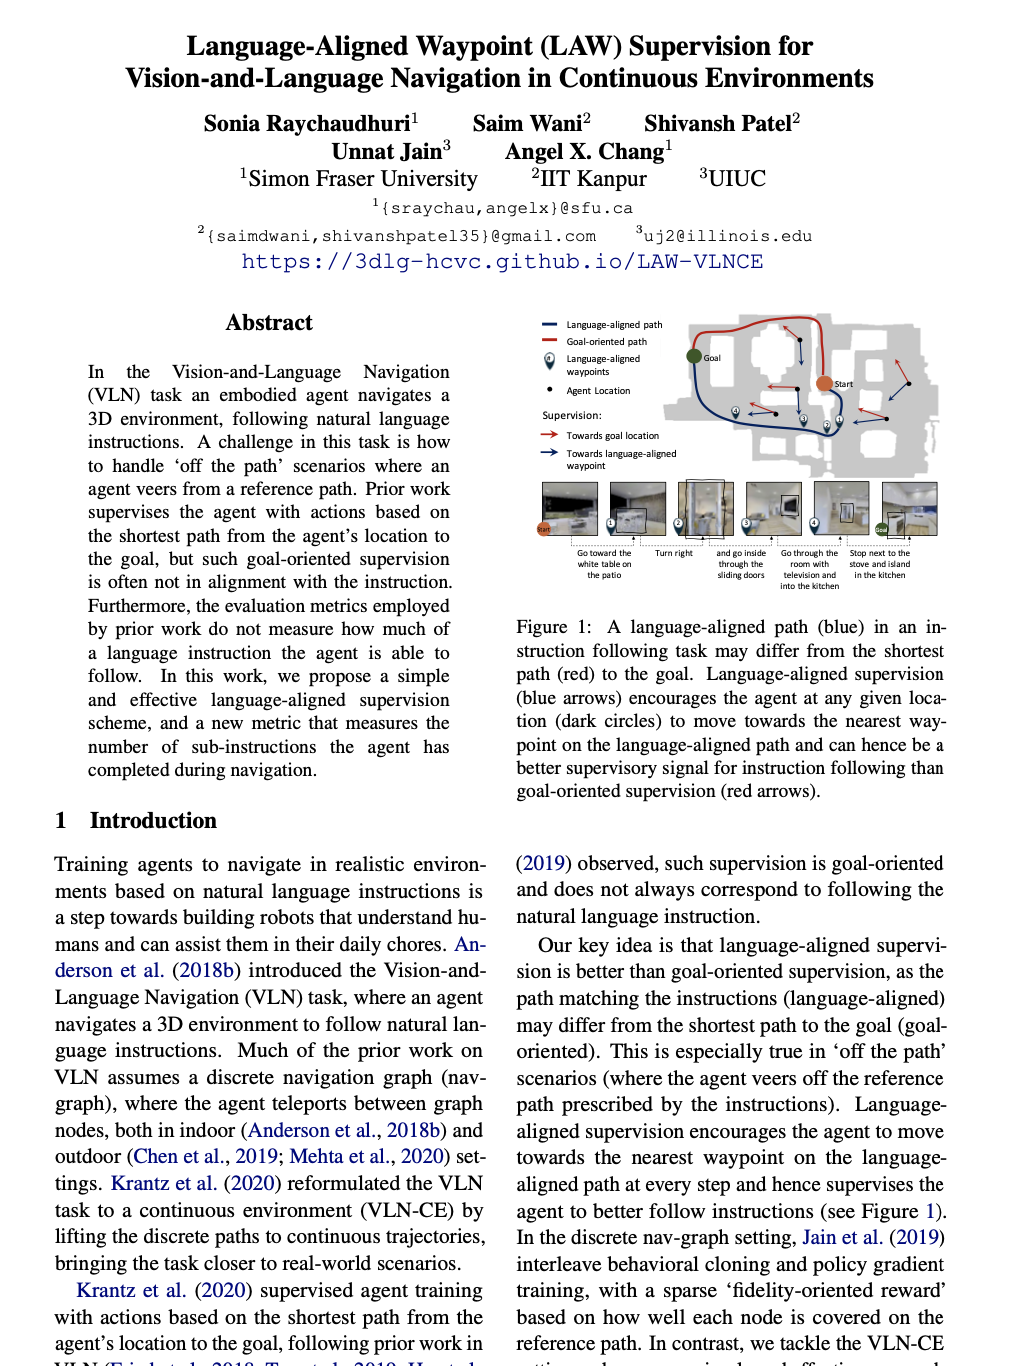 Language-Aligned Waypoint (LAW) Supervision for
Vision-and-Language Navigation in Continuous Environments
Sonia Raychaudhuri1 Saim Wani2 Shivansh Patel2
Unnat Jain3 Angel X. Chang1
1Simon Fraser University 2IIT Kanpur 3UIUC
1{sraychau,angelx}@sfu.ca
2{saimdwani,shivanshpatel35}@gmail.com 3uj2@illinois.edu
https://3dlg-hcvc.github.io/LAW-VLNCE
Abstract
In the Vision-and-Language Navigation
(VLN) task an embodied agent navigates a
3D environment, following natural language
instructions. A challenge in this task is how
to handle ‘off the path’ scenarios where an
agent veers from a reference path. Prior work
supervises the agent with actions based on
the shortest path from the agent’s location to
the goal, but such goal-oriented supervision
is often not in alignment with the instruction.
Furthermore, the evaluation metrics employed
by prior work do not measure how much of
a language instruction the agent is able to
follow. In this work, we propose a simple
and effective language-aligned supervision
scheme, and a new metric that measures the
number of sub-instructions the agent has
completed during navigation.
1 Introduction
Training agents to navigate in realistic environ-
ments based on natural language instructions is
a step towards building robots that understand hu-
mans and can assist them in their daily chores. An-
derson et al. (2018b) introduced the Vision-and-
Language Navigation (VLN) task, where an agent
navigates a 3D environment to follow natural lan-
guage instructions. Much of the prior work on
VLN assumes a discrete navigation graph (nav-
graph), where the agent teleports between graph
nodes, both in indoor (Anderson et al., 2018b) and
outdoor (Chen et al., 2019; Mehta et al., 2020) set-
tings. Krantz et al. (2020) reformulated the VLN
task to a continuous environment (VLN-CE) by
lifting the discrete paths to continuous trajectories,
bringing the task closer to real-world scenarios.
Krantz et al. (2020) supervised agent training
with actions based on the shortest path from the
agent’s location to the goal, following prior work in
Language-aligned path
Goal-oriented path
Language-aligned
waypoints
Agent Location
Supervision:
Towards goal location
Towards language-aligned
waypoint
Goal
Start
4
3
2
1
Start
1
2
3
4
Goal
Go toward the
white table on
the patio
Turn right
and go inside
through the
sliding doors
Go through the
room with
television and
into the kitchen
Stop next to the
stove and island
in the kitchen
Figure 1: A language-aligned path (blue) in an in-
struction following task may differ from the shortest
path (red) to the goal. Language-aligned supervision
(blue arrows) encourages the agent at any given loca-
tion (dark circles) to move towards the nearest way-
point on the language-aligned path and can hence be a
better supervisory signal for instruction following than
goal-oriented supervision (red arrows).
(2019) observed, such supervision is goal-oriented
and does not always correspond to following the
natural language instruction.
Our key idea is that language-aligned supervi-
sion is better than goal-oriented supervision, as the
path matching the instructions (language-aligned)
may differ from the shortest path to the goal (goal-
oriented). This is especially true in ‘off the path’
scenarios (where the agent veers off the reference
path prescribed by the instructions). Language-
aligned supervision encourages the agent to move
towards the nearest waypoint on the language-
aligned path at every step and hence supervises the
agent to better follow instructions (see Figure 1).
In the discrete nav-graph setting, Jain et al. (2019)
interleave behavioral cloning and policy gradient
training, with a sparse ‘fidelity-oriented reward’
based on how well each node is covered on the
reference path. In contrast, we tackle the VLN-CE